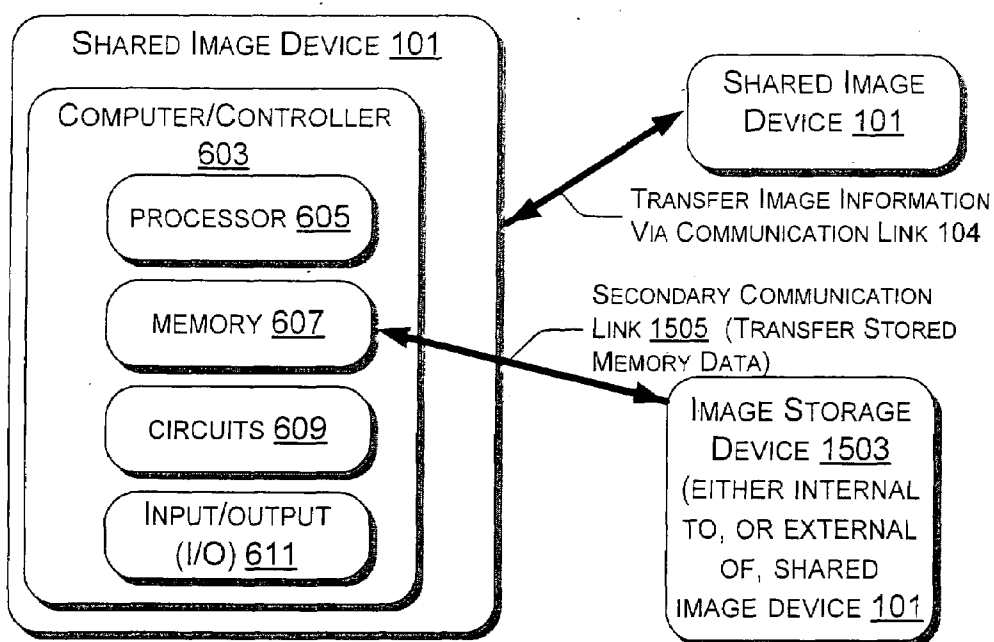 SHARED IMAGE DEVICE 101
COMPUTER/CONTROLLER
603
PROCESSOR 605
MEMORY 607
CIRCUITS 609
INPUT/OUTPUT
(I/O) 611
SHARED IMAGE
DEVICE 101
TRANSFER IMAGE INFORMATION
VIA COMMUNICATION LINK 104
SECONDARY COMMUNICATION
LINK 1505 (TRANSFER STORED
MEMORY DATA)
IMAGE STORAGE
DEVICE 1503
(EITHER INTERNAL
TO, OR EXTERNAL
OF, SHARED
IMAGE DEVICE 101